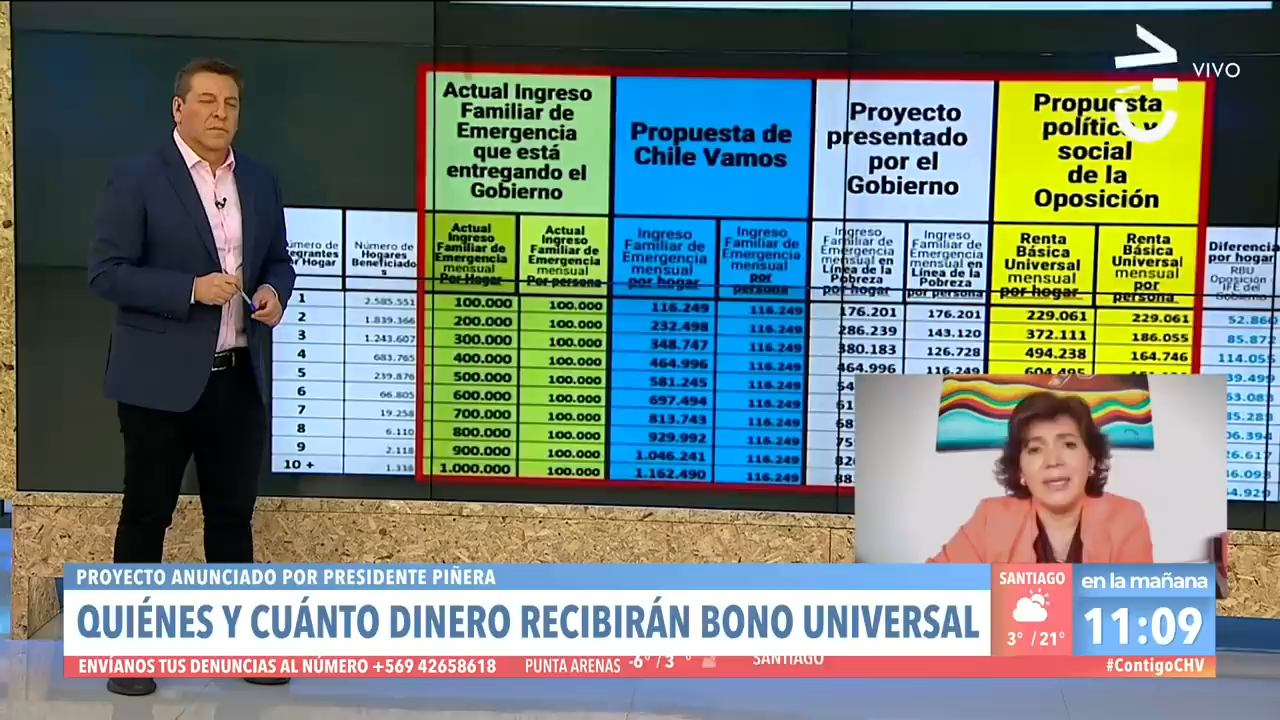 VIVO
Actual Ingreso
Familiar de
Emergencia
que está
entregando el
Gobierno
Propuesta de
Chile Vamos
Proyecto
presentado
por el
Gobierno
Propuesta
política y
social
de la
Oposición
Número de
Hogares
Beneficiado
s
Actual
Ingreso
Familiar de
Emergencia
mensual
Por Hogar
Actual
Ingreso
Familiar de
Emergencia
mensual
Por persona
Ingreso
Familiar de
Emergencia
mensual
por hogar
Ingreso
Familiar de
Emergencia
mensual
por
persona
Ingreso
Familiar de
Emergencia
mensual en
Línea de la
Pobreza
por hogar
Ingreso
Familiar de
Emergencia
mensual en
Línea de la
Pobreza
por persona
Renta
Básica
Universal
mensual
por hogar
Renta
Básica
Universal
mensual
por
persona
Diferencia
por hogar
RBU
Oposición
1 2.585.551 100.000 100.000 116.249 116.249 176.201 176.201 229.061 229.061
2 1.839.366 200.000 100.000 232.498 116.249 286.239 143.120 372.111 186.055
3 1.243.607 300.000 100.000 348.747 116.249 380.183 126.728 494.238 164.746
4 683.765 400.000 100.000 464.996 116.249 464.996 116.249 604.495
5 239.876 500.000 100.000 581.245 116.249
6 66.805 600.000 100.000 697.494 116.249
7 19.258 700.000 100.000 813.743 116.249
8 6.110 800.000 100.000 929.992 116.249
9 2.118 900.000 100.000 1.046.241 116.249
10 + 1.338 1.000.000 100.000 1.162.490 116.249
PROYECTO ANUNCIADO POR PRESIDENTE PIÑERA
QUIÉNES Y CUÁNTO DINERO RECIBIRÁN BONO UNIVERSAL
SANTIAGO
3° / 21°
en la mañana
11:09
ENVÍANOS TUS DENUNCIAS AL NÚMERO +569 42658618 PUNTA ARENAS -6° / 3° SANTIAGO
#ContigoCHV